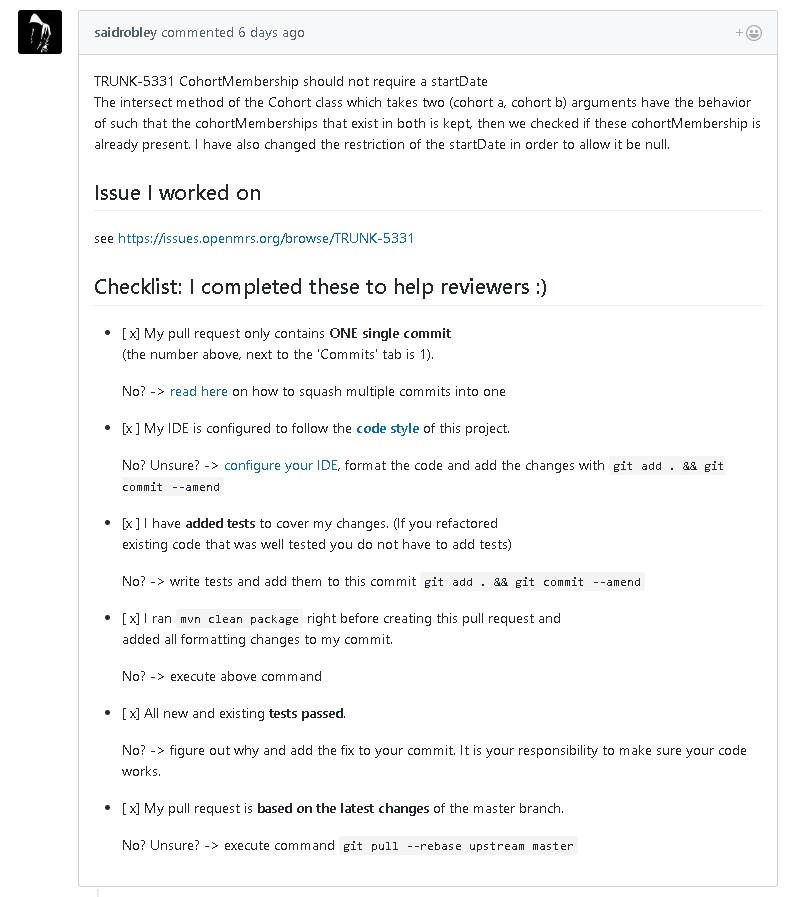 saidrobley commented 6 days ago
TRUNK-5331 CohortMembership should not require a startDate
The intersect method of the Cohort class which takes two (cohort a, cohort b) arguments have the behavior
of such that the cohortMemberships that exist in both is kept, then we checked if these cohortMembership is
already present. I have also changed the restriction of the startDate in order to allow it be null.
Issue I worked on
see https://issues.openmrs.org/browse/TRUNK-5331
Checklist: I completed these to help reviewers :)
• [ x] My pull request only contains ONE single commit
(the number above, next to the 'Commits' tab is 1).
No? -> read here on how to squash multiple commits into one
• [x ] My IDE is configured to follow the code style of this project.
No? Unsure? -> configure your IDE, format the code and add the changes with git add . && git
commit --amend
• [x ] I have added tests to cover my changes. (If you refactored
existing code that was well tested you do not have to add tests)
No? -> write tests and add them to this commit git add . && git commit --amend
• [ x] I ran mvn clean package right before creating this pull request and
added all formatting changes to my commit.
No? -> execute above command
• [ x] All new and existing tests passed.
No? -> figure out why and add the fix to your commit. It is your responsibility to make sure your code
works.
• [ x] My pull request is based on the latest changes of the master branch.
No? Unsure? -> execute command git pull --rebase upstream master